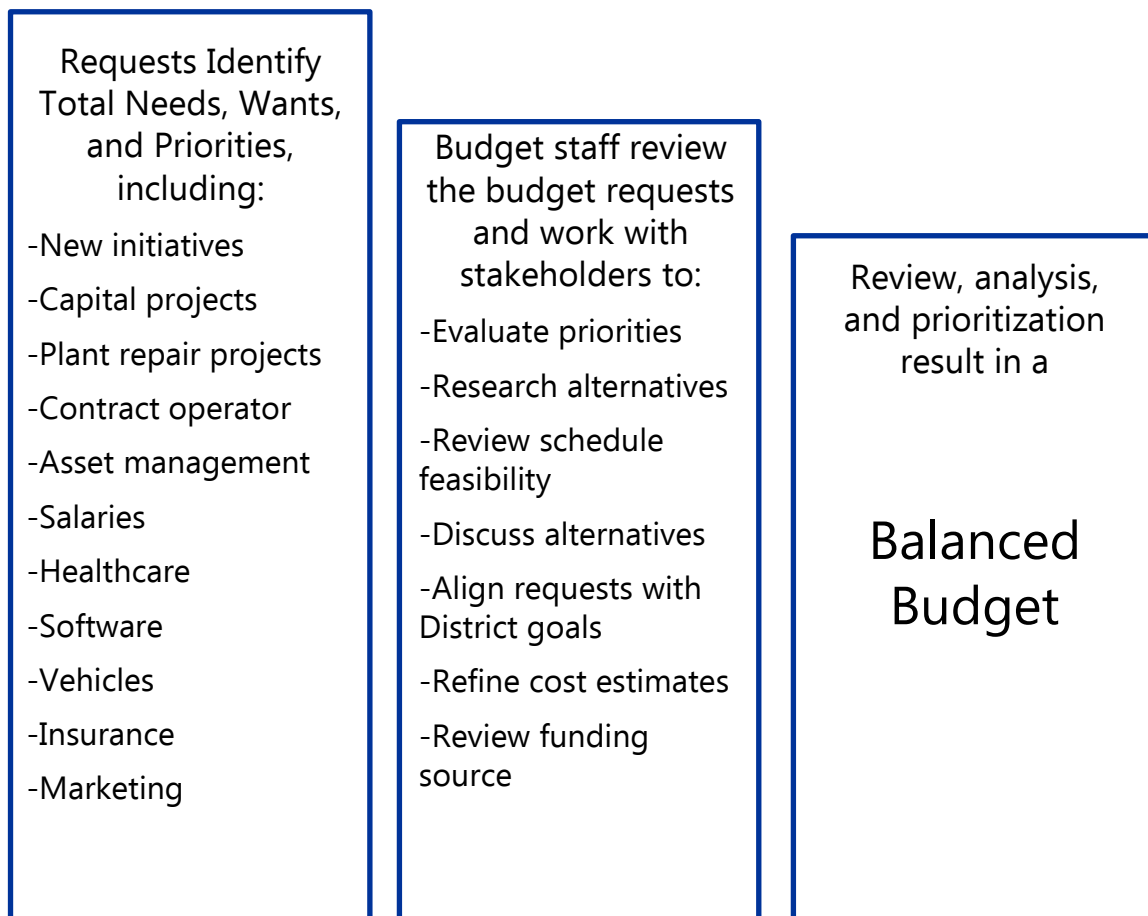 Requests Identify
Total Needs, Wants,
and Priorities,
including:
-New initiatives
-Capital projects
-Plant repair projects
-Contract operator
-Asset management
-Salaries
-Healthcare
-Software
-Vehicles
-Insurance
-Marketing
Budget staff review
the budget requests
and work with
stakeholders to:
-Evaluate priorities
-Research alternatives
-Review schedule
feasibility
-Discuss alternatives
-Align requests with
District goals
-Refine cost estimates
-Review funding
source
Review, analysis,
and prioritization
result in a
Balanced
Budget